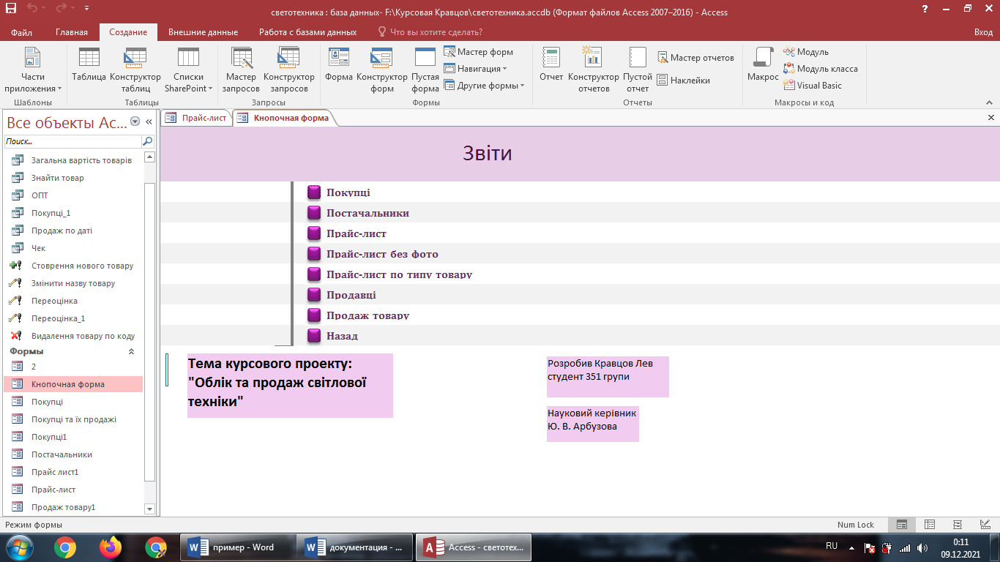 светотехника : база данных- F:\Курсовая Кравцов\светотехника.accdb (Формат файлов Access 2007–2016) - Access
Файл
Главная
Создание
Внешние данные
Работа с базами данных
Что вы хотите сделать?
Вход
Части приложения
Таблица
Конструктор таблиц
Списки SharePoint
Мастер запросов
Конструктор запросов
Форма
Конструктор форм
Пустая форма
Мастер форм
Навигация
Другие формы
Отчет
Конструктор отчетов
Пустой отчет
Мастер отчетов
Наклейки
Макрос
Модуль
Модуль класса
Visual Basic
Шаблоны
Таблицы
Запросы
Формы
Отчеты
Макросы и код
Все объекты Ac...
Поиск...
Загальна вартість товарів
Знайти товар
ОПТ
Покупці_1
Продаж по даті
Чек
Стоврення нового товару
Змінити назву товару
Переоцінка
Переоцінка_1
Видалення товару по коду
Формы
2
Кнопочная форма
Покупці
Покупці та їх продажі
Покупці1
Постачальники
Прайс лист1
Прайс-лист
Продаж товару1
Прайс-лист
Кнопочная форма
Звіти
Покупці
Постачальники
Прайс-лист
Прайс-лист без фото
Прайс-лист по типу товару
Продавці
Продаж товару
Назад
Тема курсового проекту:
"Облік та продаж світлової
техніки"
Розробив Кравцов Лев
студент 351 групи
Науковий керівник
Ю. В. Арбузова
Режим формы
Num Lock
пример - Word
документация - ...
Access - светотех...
RU
0:11
09.12.2021